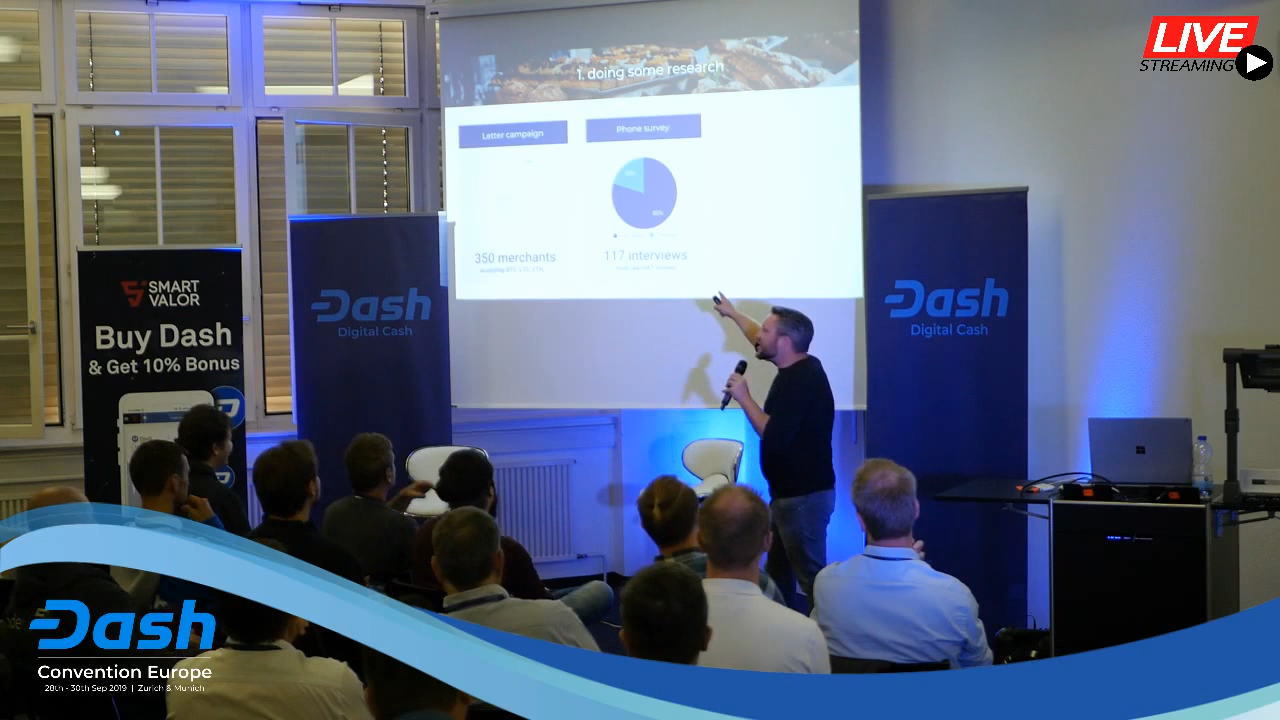 LIVE
STREAMING
1. doing some research
Letter campaign
Phone survey
350 merchants
117 interviews
SMART
VALOR
Buy Dash
& Get 10% Bonus
Dash
Digital Cash
Dash
Digital Cash
Dash
Convention Europe
28th - 30th Sep 2019 | Zurich & Munich